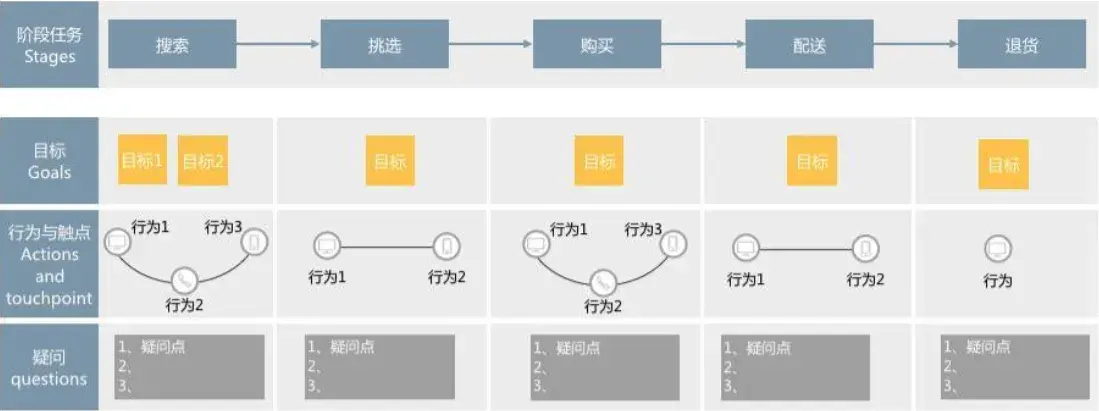 阶段任务
Stages
搜索
挑选
购买
配送
退货
目标
Goals
目标1
目标2
目标
目标
目标
目标
行为与触点
Actions
and
touchpoint
行为1
行为3
行为2
行为1
行为2
行为1
行为3
行为2
行为1
行为2
行为
疑问
questions
1、疑问点
2、
3、
1、疑问点
2、
3、
1、疑问点
2、
3、
1、疑问点
2、
3、
1、疑问点
2、
3、